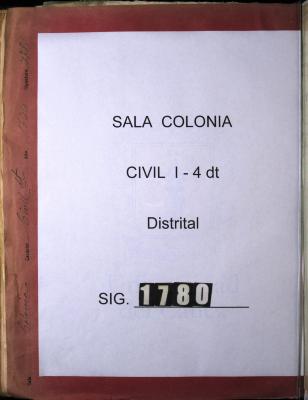 SALA COLONIA
CIVIL I - 4 dt
Distrital
SIG. 1780